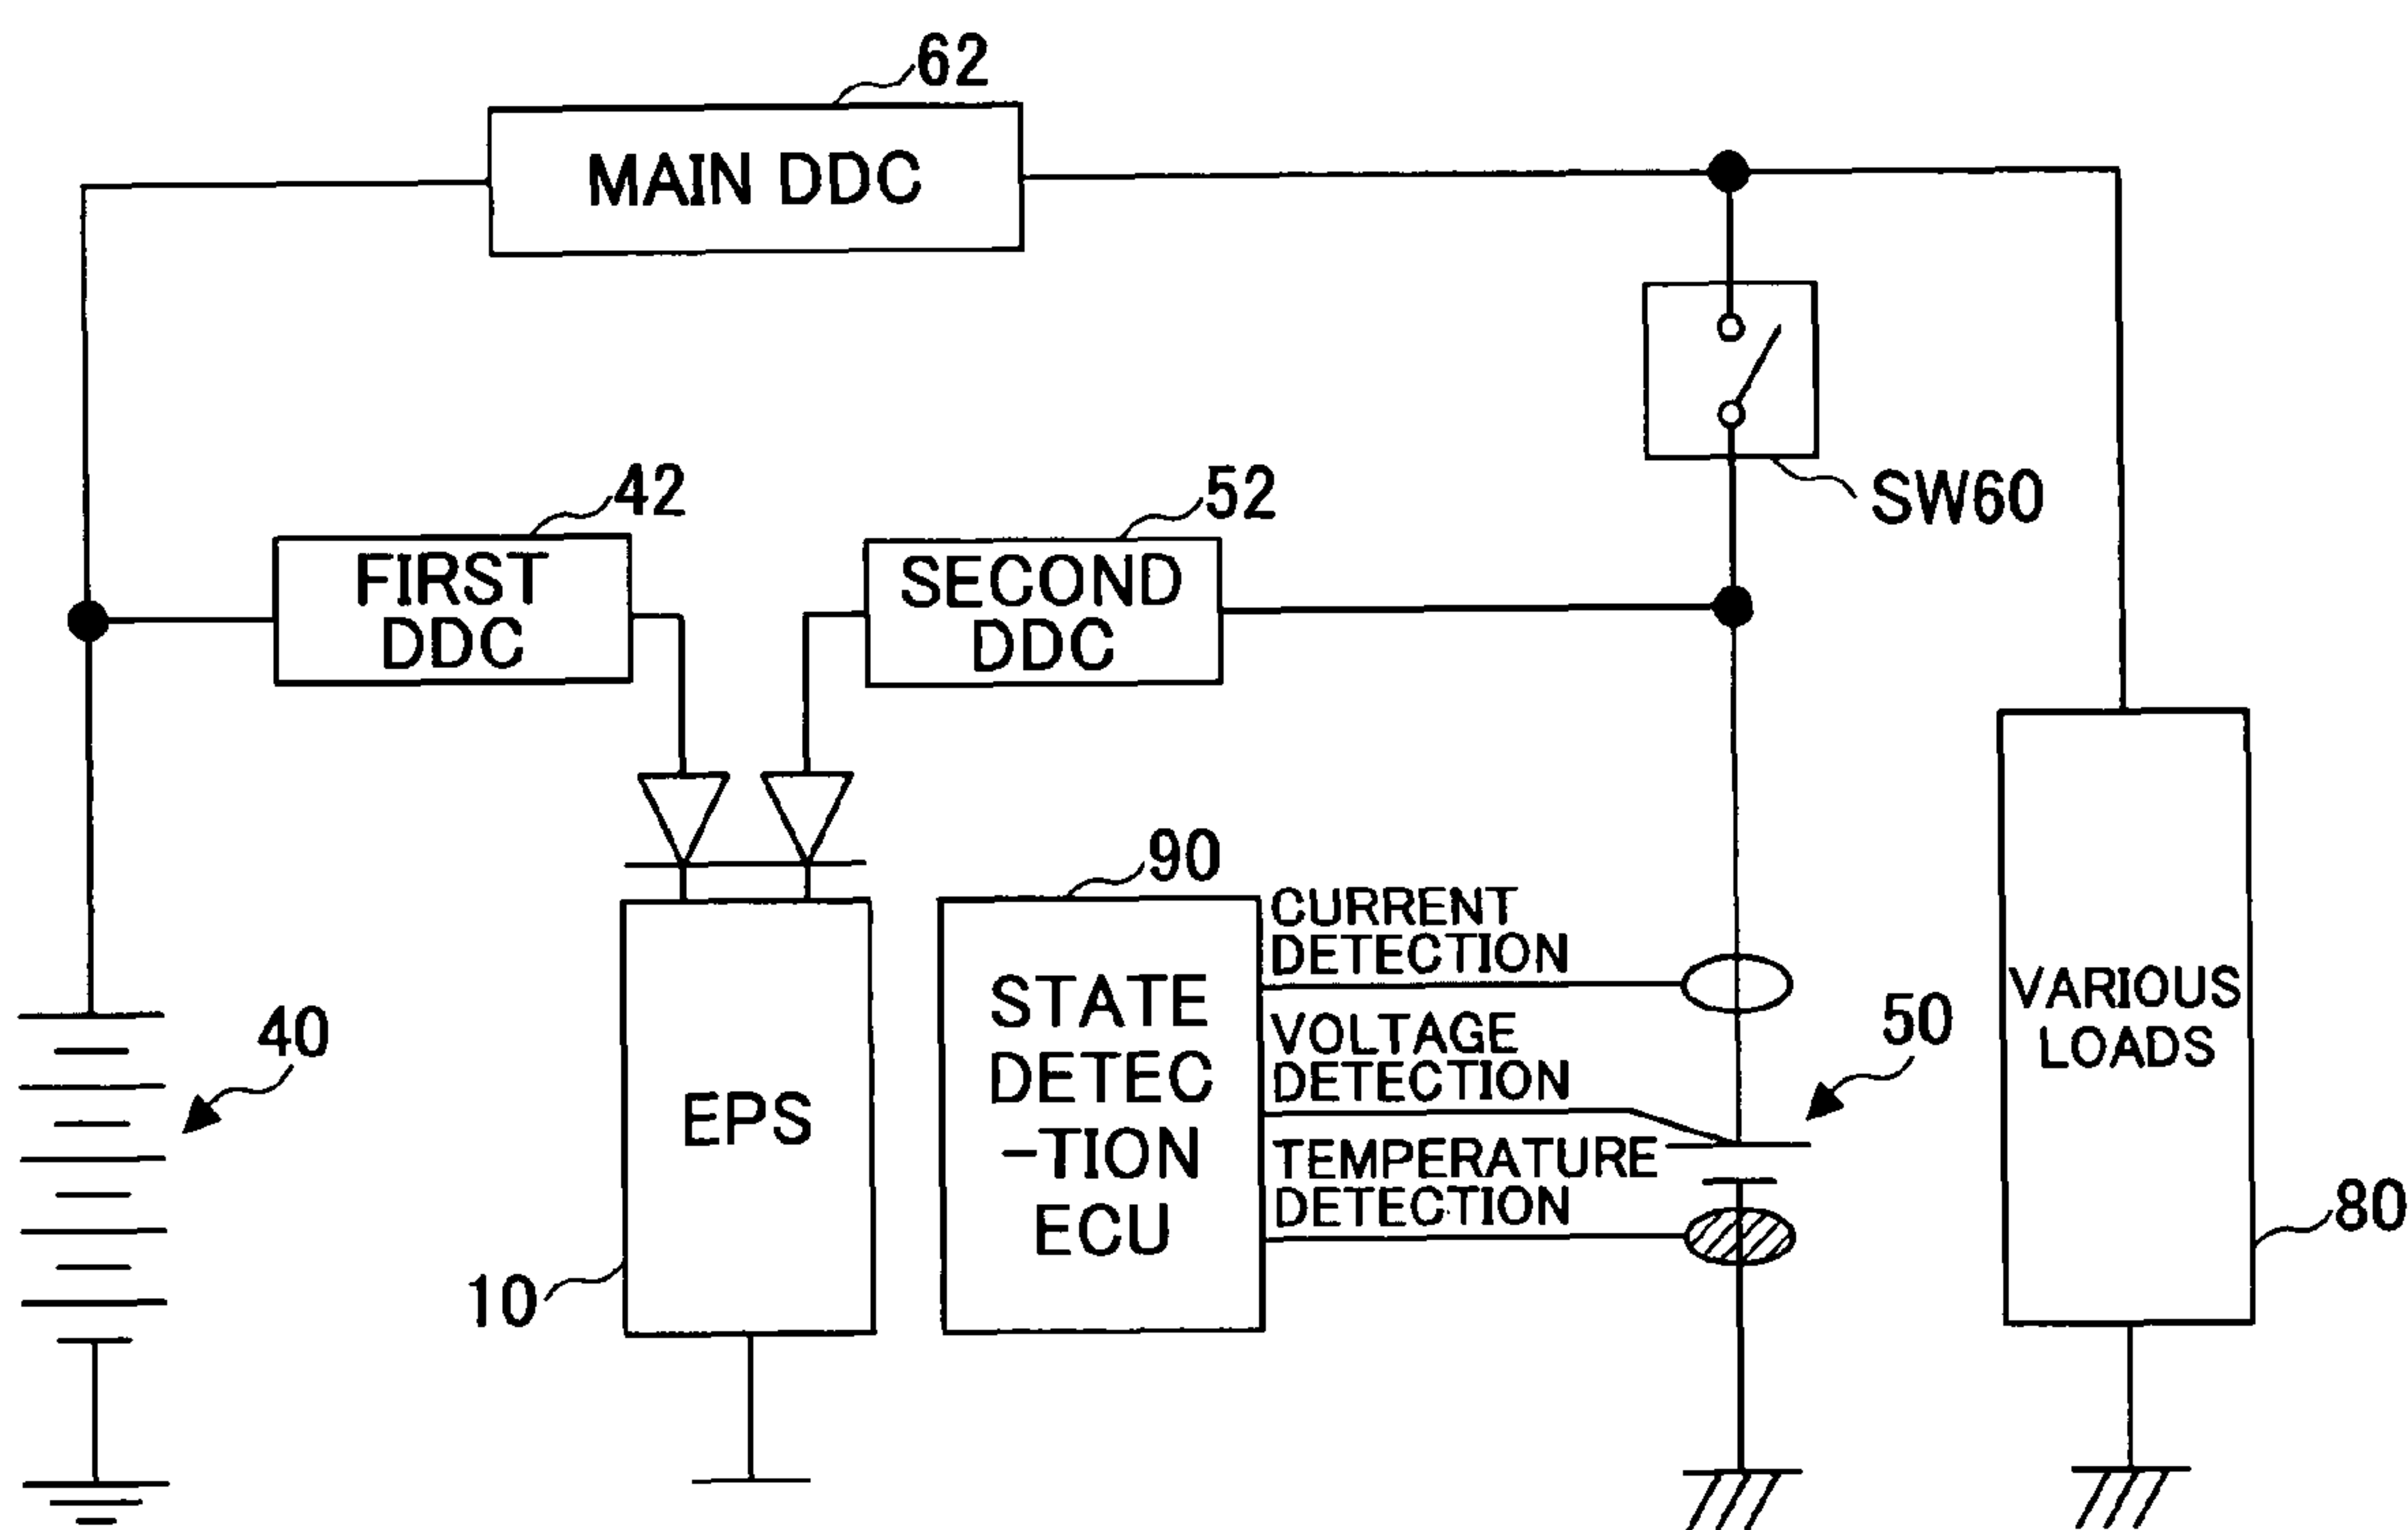 62
MAIN DDC
SW60
42
FIRST
DDC
52
SECOND
DDC
90
STATE
DETEC
-TION
ECU
CURRENT
DETECTION
VOLTAGE
DETECTION
TEMPERATURE
DETECTION
40
EPS
10
50
VARIOUS
LOADS
80